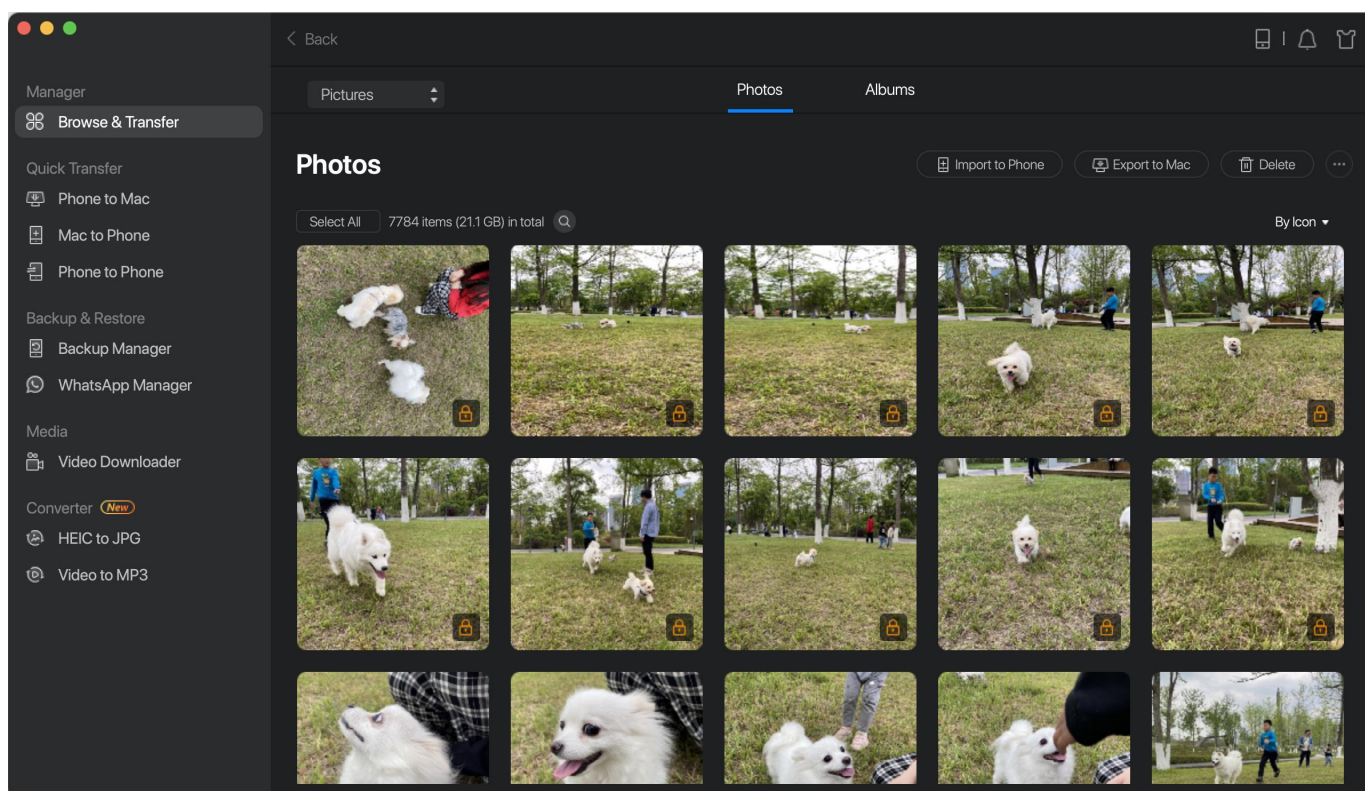 Back
Manager
Browse & Transfer
Quick Transfer
Phone to Mac
Mac to Phone
Phone to Phone
Backup & Restore
Backup Manager
WhatsApp Manager
Media
Video Downloader
Converter New
HEIC to JPG
Video to MP3
Pictures
Photos Albums
Photos
Import to Phone Export to Mac Delete
Select All 7784 items (21.1 GB) in total By Icon